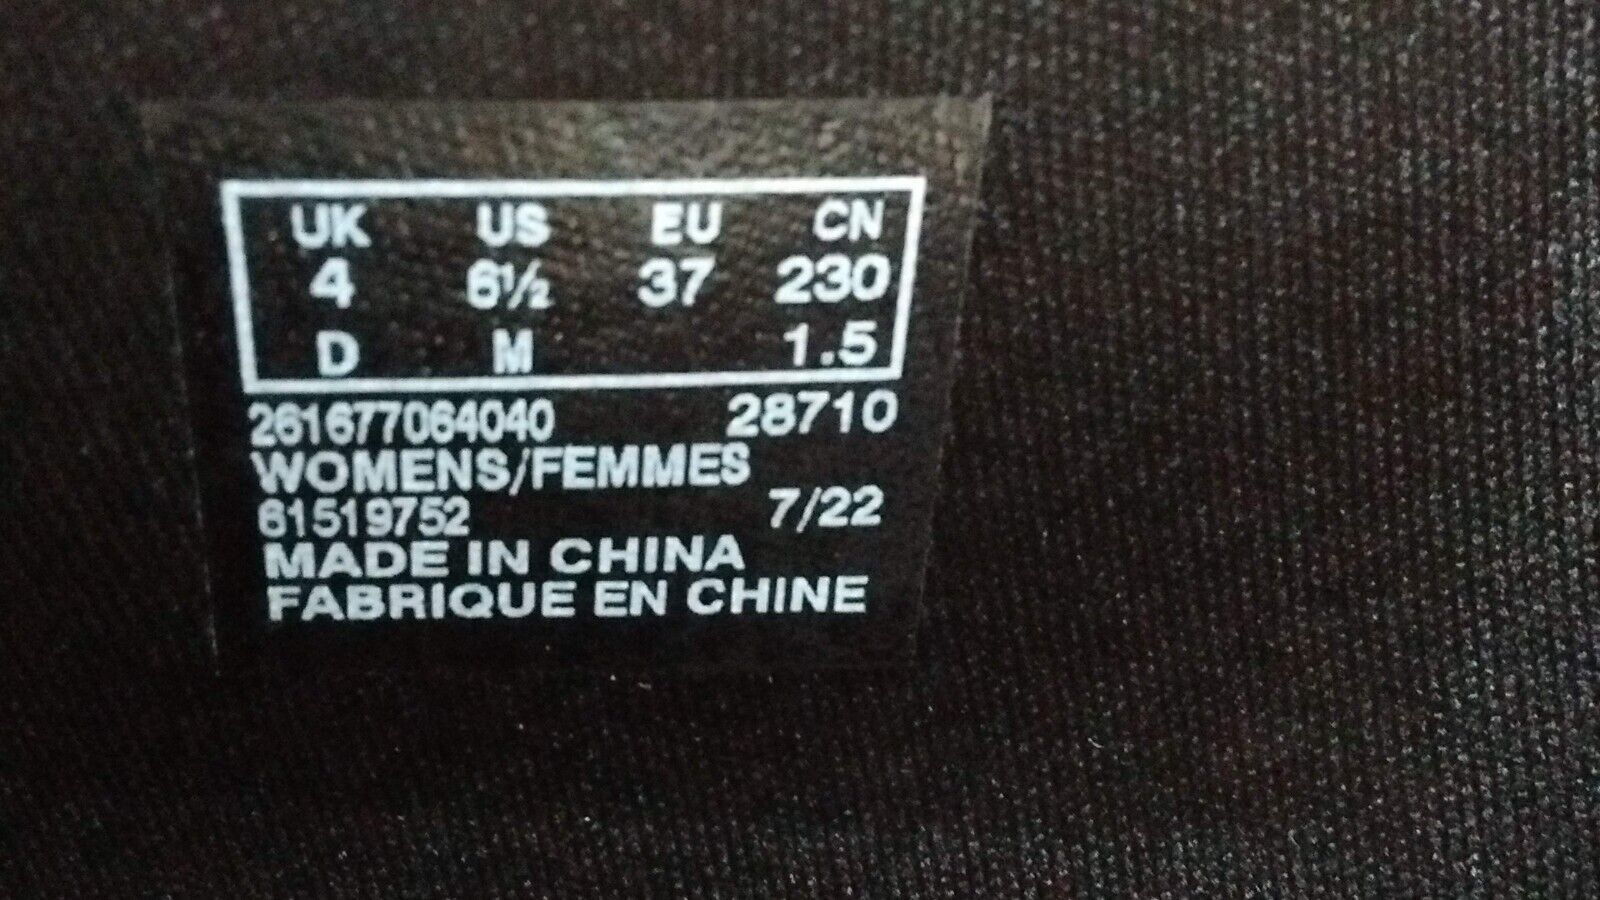 UK US EU CN
4 6½ 37 230
D M 1.5
261677064040 28710
WOMENS/FEMMES
61519752 7/22
MADE IN CHINA
FABRIQUE EN CHINE